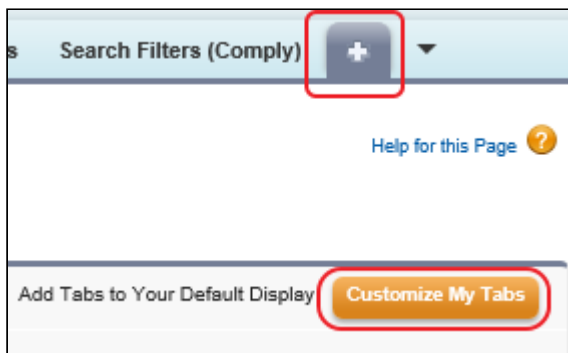 s Search Filters (Comply) +
Help for this Page ?
Add Tabs to Your Default Display Customize My Tabs